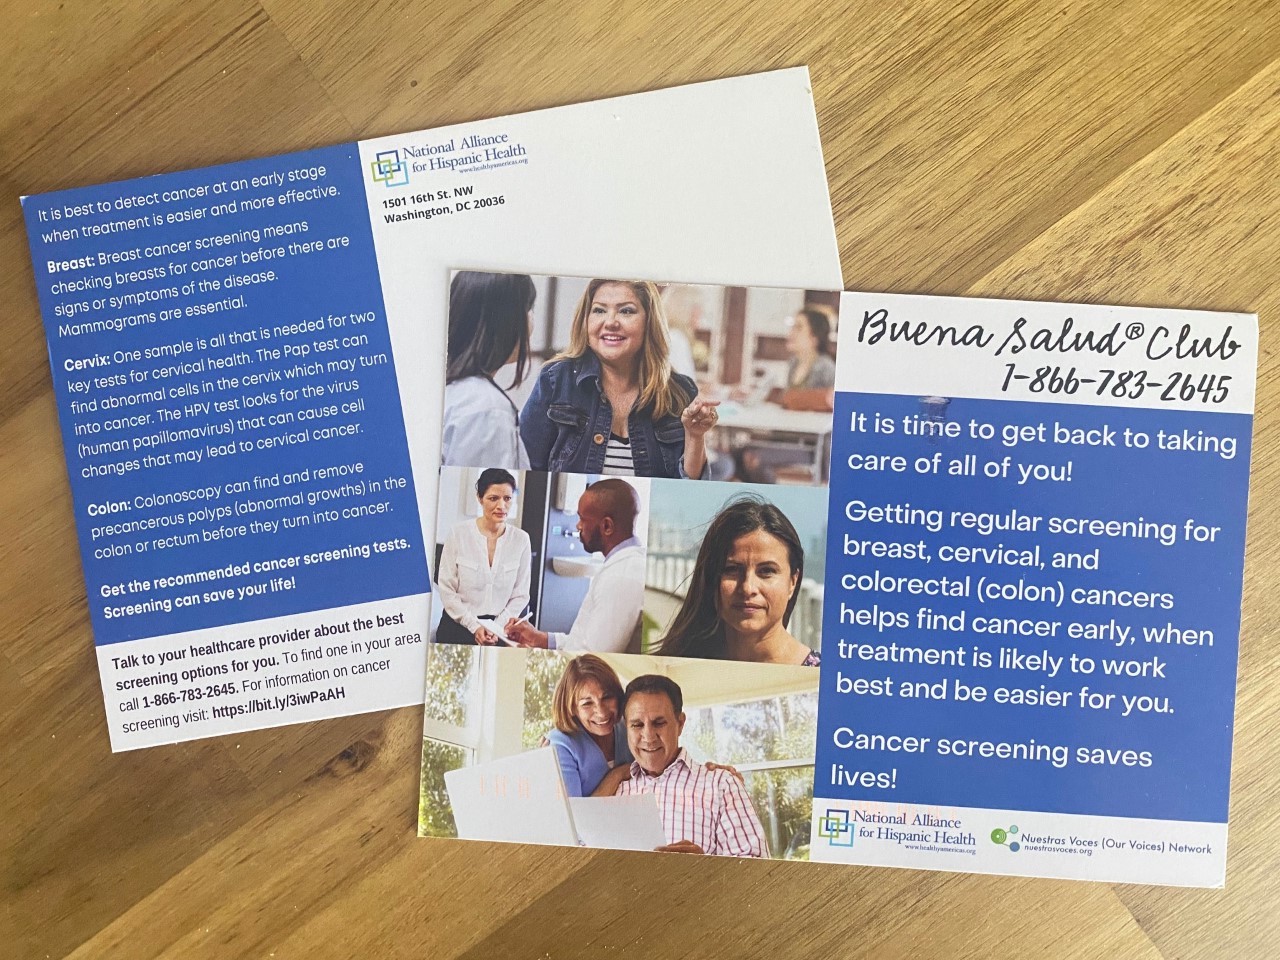 It is best to detect cancer at an early stage
when treatment is easier and more effective.
Breast: Breast cancer screening means
checking breasts for cancer before there are
signs or symptoms of the disease.
Mammograms are essential.
Cervix: One sample is all that is needed for two
key tests for cervical health. The Pap test can
find abnormal cells in the cervix which may turn
into cancer. The HPV test looks for the virus
(human papillomavirus) that can cause cell
changes that may lead to cervical cancer.
Colon: Colonoscopy can find and remove
precancerous polyps (abnormal growths) in the
colon or rectum before they turn into cancer.
Get the recommended cancer screening tests.
Screening can save your life!
Talk to your healthcare provider about the best
screening options for you. To find one in your area
call 1-866-783-2645. For information on cancer
screening visit: https://bit.ly/3iwPaAH
National Alliance
for Hispanic Health
www.healthyamericas.org
1501 16th St. NW
Washington, DC 20036
Buena Salud® Club
1-866-783-2645
It is time to get back to taking
care of all of you!
Getting regular screening for
breast, cervical, and
colorectal (colon) cancers
helps find cancer early, when
treatment is likely to work
best and be easier for you.
Cancer screening saves
lives!
National Alliance
for Hispanic Health
www.healthyamericas.org
Nuestras Voces (Our Voices) Network
nuestrasvoces.org